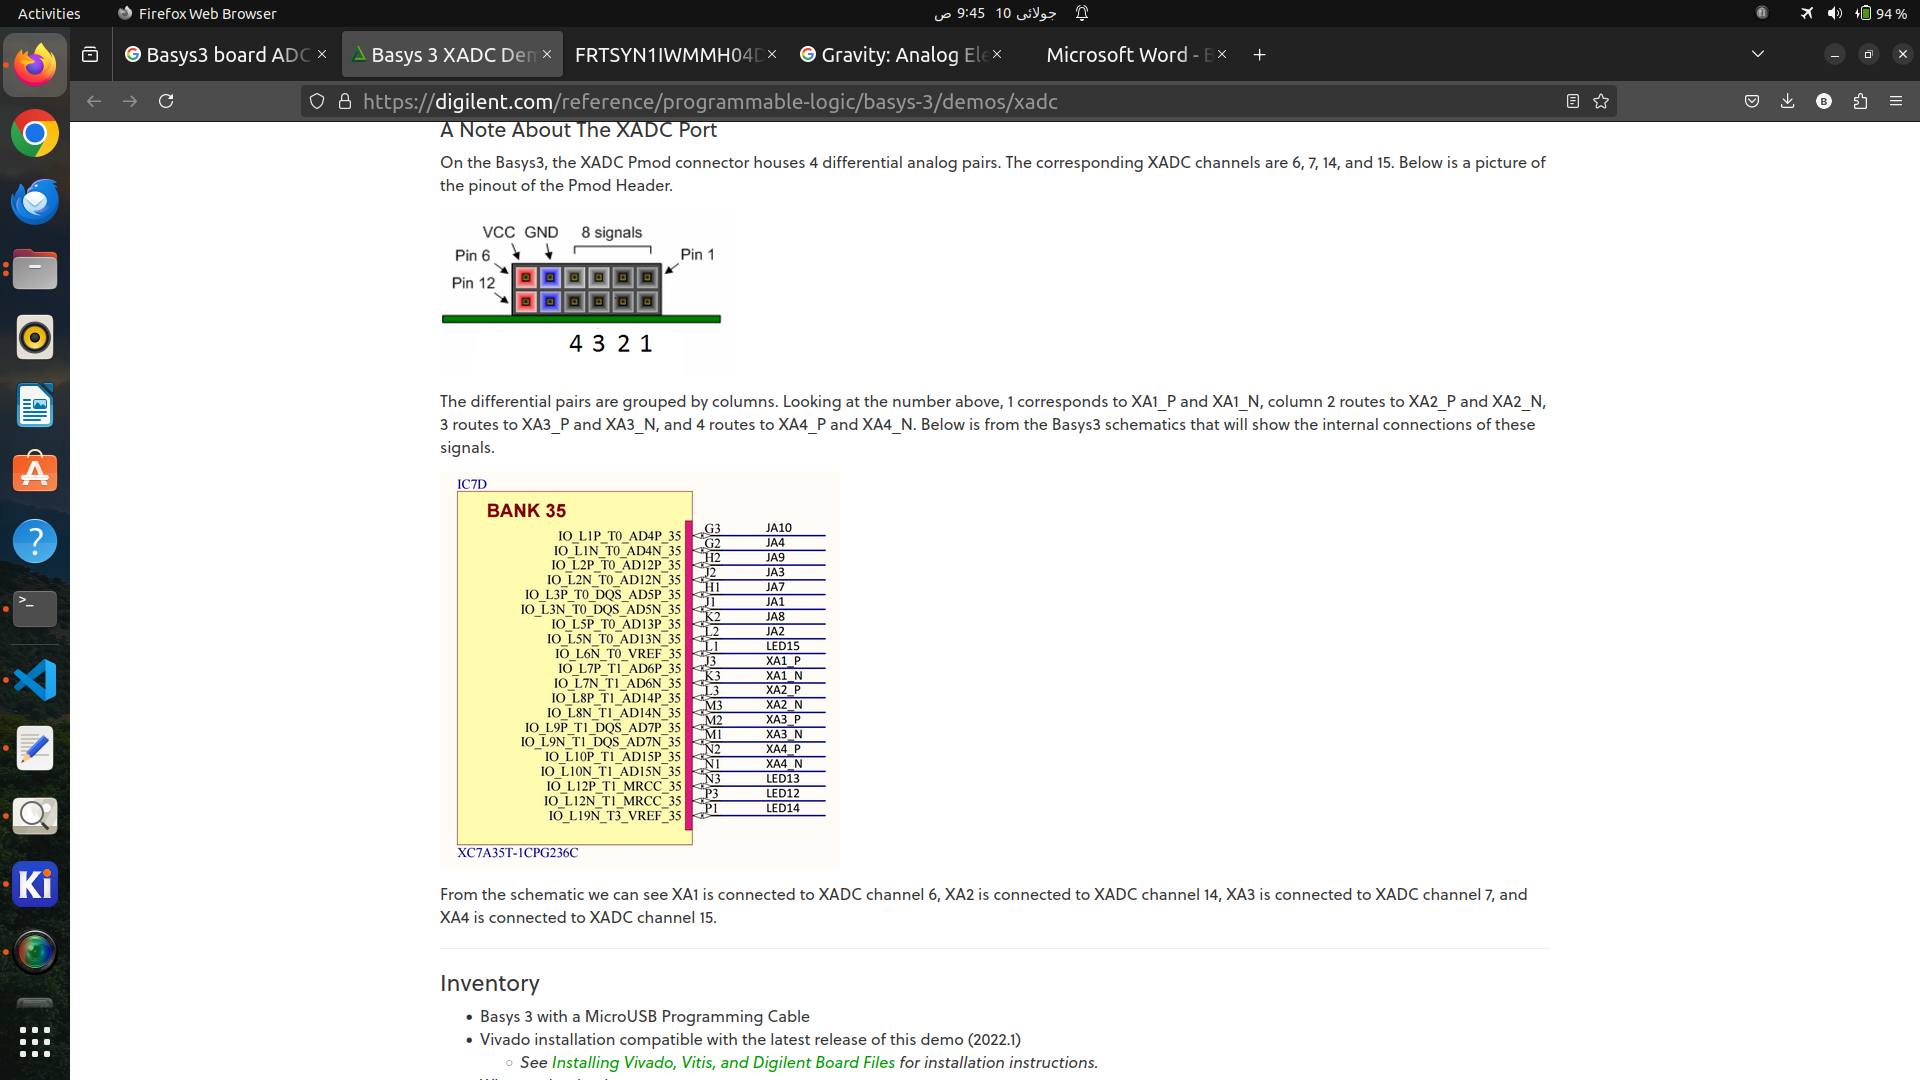 Activities
Firefox Web Browser
جولائی 10  9:45 ص
94 %
Basys3 board ADC
Basys 3 XADC Dem
FRTSYN1IWMMH04D
Gravity: Analog Ele
Microsoft Word - B
https://digilent.com/reference/programmable-logic/basys-3/demos/xadc
A Note About The XADC Port
On the Basys3, the XADC Pmod connector houses 4 differential analog pairs. The corresponding XADC channels are 6, 7, 14, and 15. Below is a picture of
the pinout of the Pmod Header.
VCC GND 8 signals
Pin 6
Pin 1
Pin 12
4 3 2 1
The differential pairs are grouped by columns. Looking at the number above, 1 corresponds to XA1_P and XA1_N, column 2 routes to XA2_P and XA2_N,
3 routes to XA3_P and XA3_N, and 4 routes to XA4_P and XA4_N. Below is from the Basys3 schematics that will show the internal connections of these
signals.
IC7D
BANK 35
IO_L1P_T0_AD4P_35 G3 JA10
IO_L1N_T0_AD4N_35 G2 JA4
IO_L2P_T0_AD12P_35 H2 JA9
IO_L2N_T0_AD12N_35 J2 JA3
IO_L3P_T0_DQS_AD5P_35 H1 JA7
IO_L3N_T0_DQS_AD5N_35 J1 JA1
IO_L5P_T0_AD13P_35 K2 JA8
IO_L5N_T0_AD13N_35 L2 JA2
IO_L6N_T0_VREF_35 L1 LED15
IO_L7P_T1_AD6P_35 J3 XA1_P
IO_L7N_T1_AD6N_35 K3 XA1_N
IO_L8P_T1_AD14P_35 L3 XA2_P
IO_L8N_T1_AD14N_35 M3 XA2_N
IO_L9P_T1_DQS_AD7P_35 M2 XA3_P
IO_L9N_T1_DQS_AD7N_35 M1 XA3_N
IO_L10P_T1_AD15P_35 N2 XA4_P
IO_L10N_T1_AD15N_35 N1 XA4_N
IO_L12P_T1_MRCC_35 N3 LED13
IO_L12N_T1_MRCC_35 P3 LED12
IO_L19N_T3_VREF_35 P1 LED14
XC7A35T-1CPG236C
From the schematic we can see XA1 is connected to XADC channel 6, XA2 is connected to XADC channel 14, XA3 is connected to XADC channel 7, and
XA4 is connected to XADC channel 15.
Inventory
• Basys 3 with a MicroUSB Programming Cable
• Vivado installation compatible with the latest release of this demo (2022.1)
○ See Installing Vivado, Vitis, and Digilent Board Files for installation instructions.